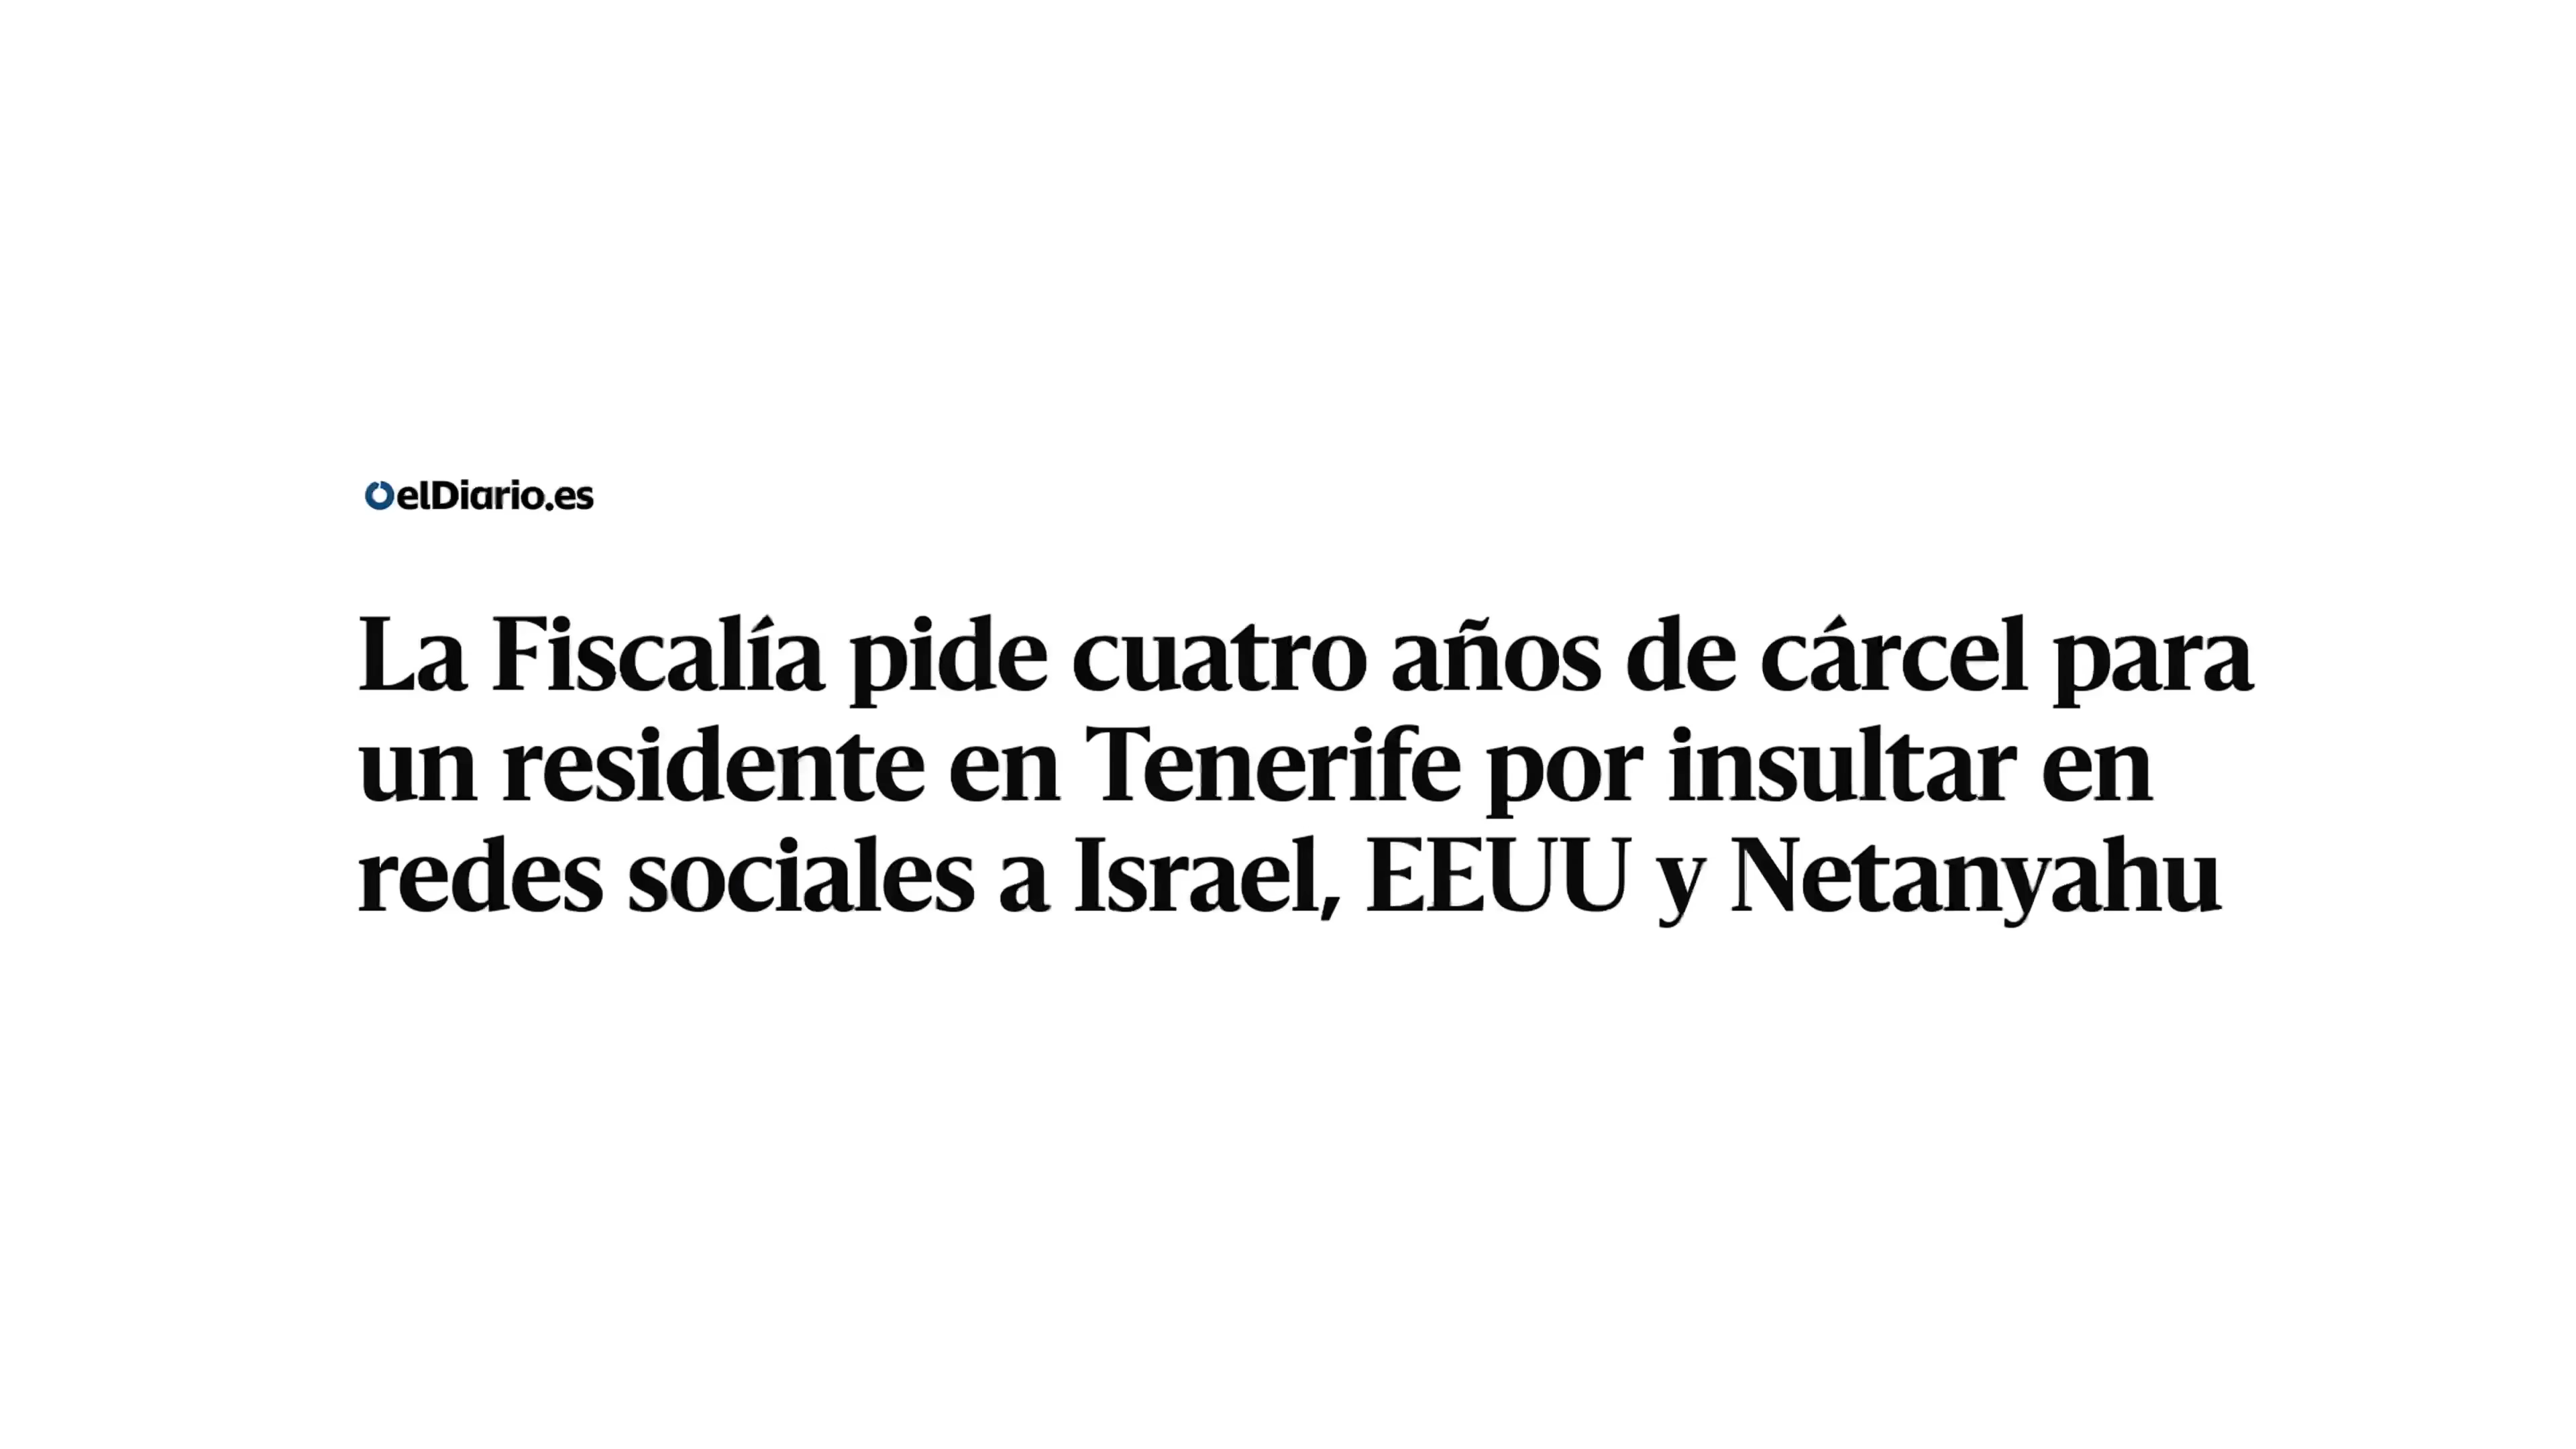 elDiario.es
La Fiscalía pide cuatro años de cárcel para
un residente en Tenerife por insultar en
redes sociales a Israel, EEUU y Netanyahu